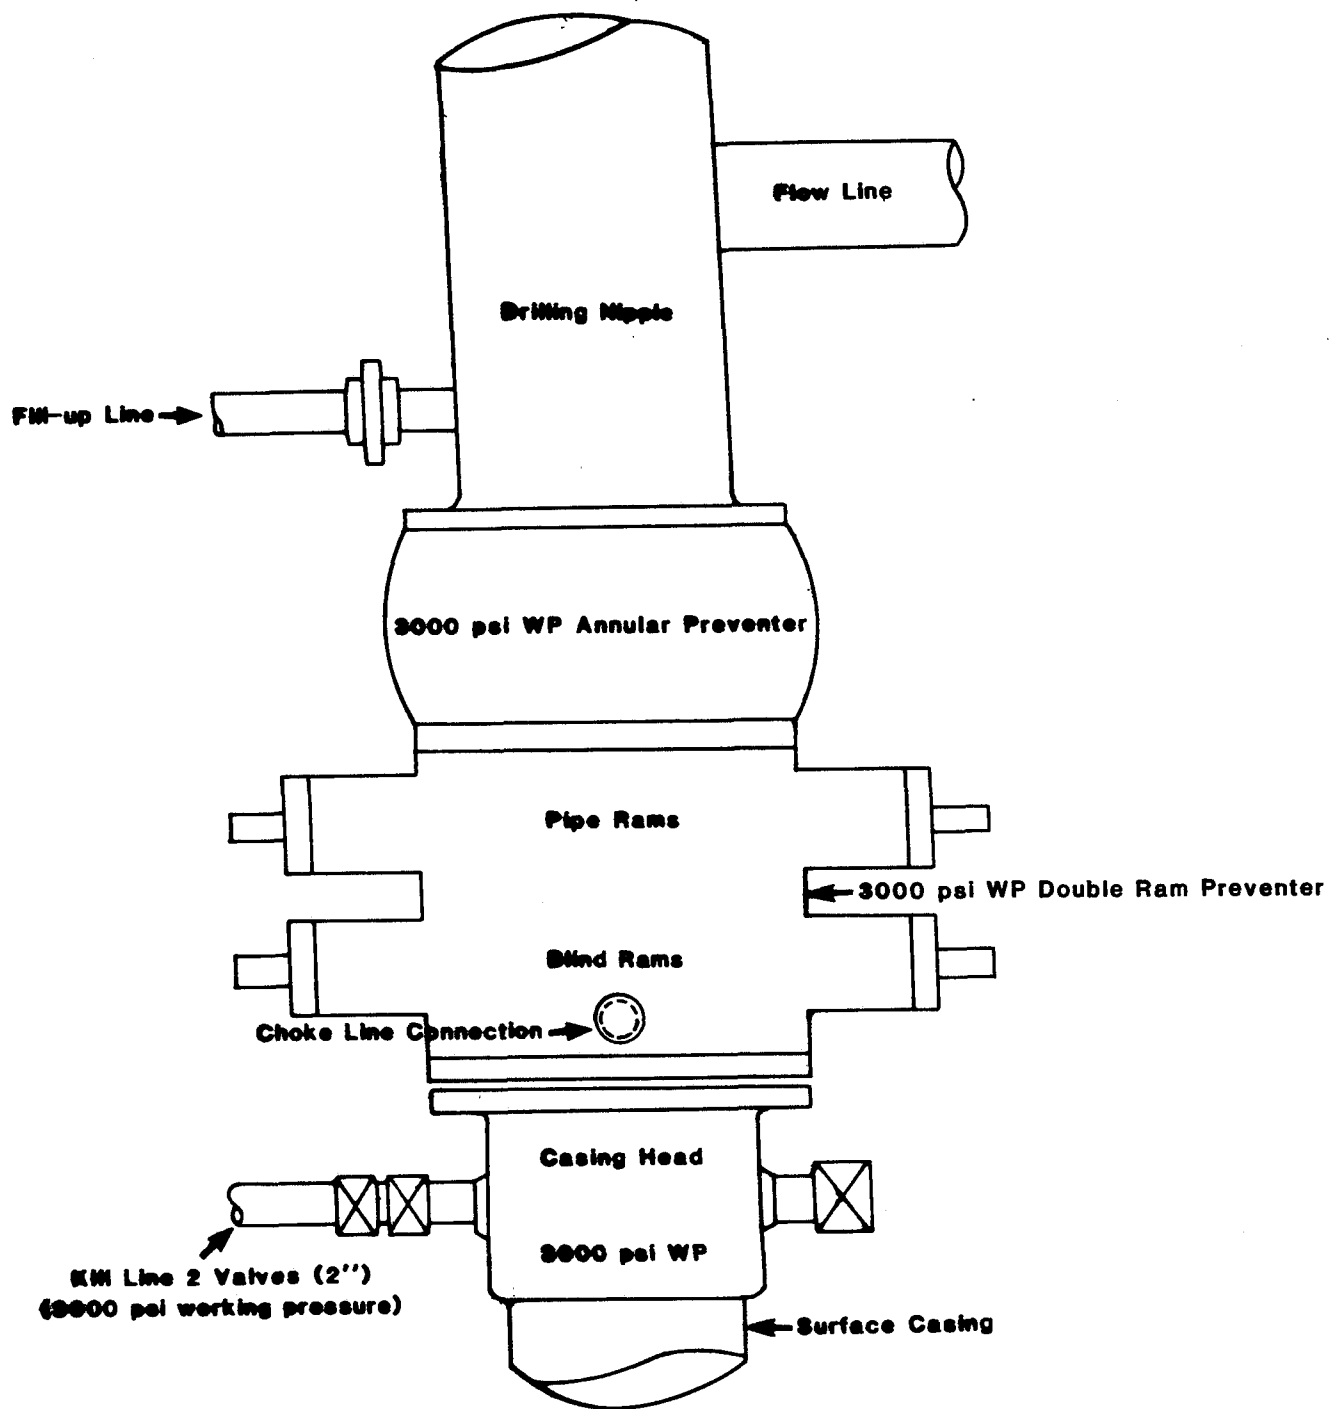 Flow Line
Drilling Nipple
Fill-up Line
3000 psi WP Annular Preventer
Pipe Rams
3000 psi WP Double Ram Preventer
Blind Rams
Choke Line Connection
Casing Head
3000 psi WP
Kill Line 2 Valves (2'')
(3000 psi working pressure)
Surface Casing